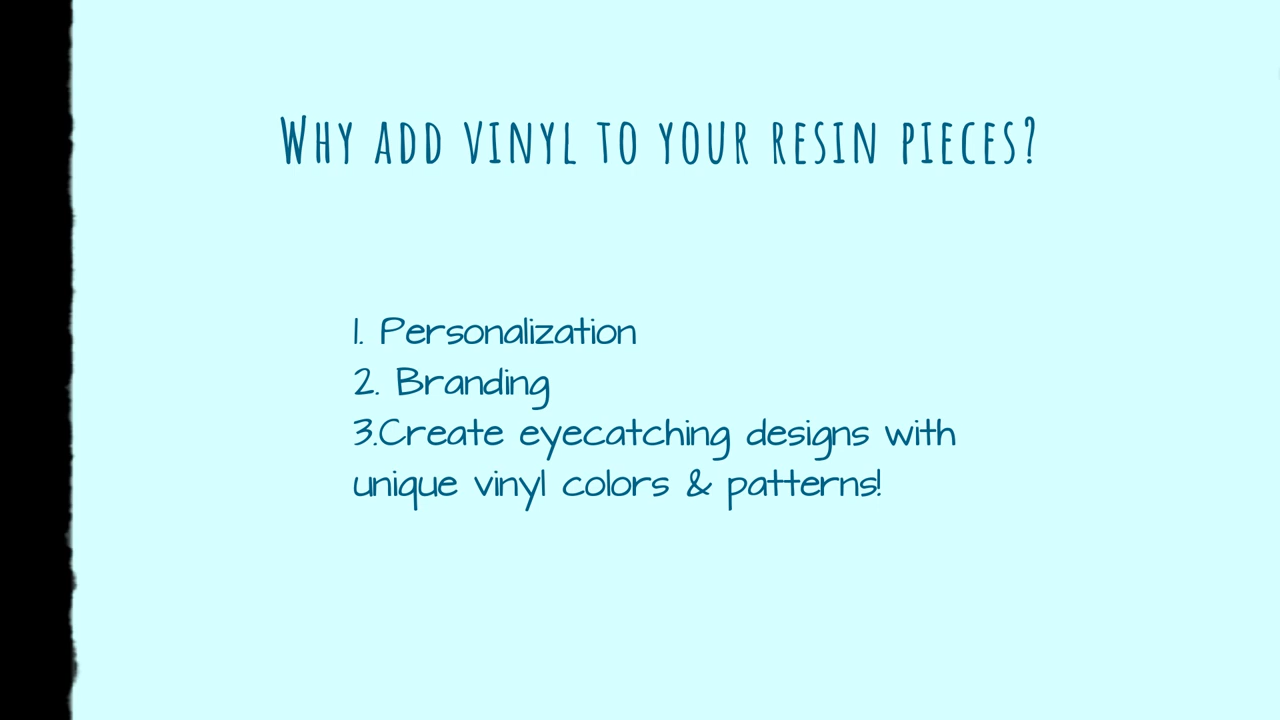 Why add vinyl to your resin pieces?
1. Personalization
2. Branding
3.Create eyecatching designs with
unique vinyl colors & patterns!